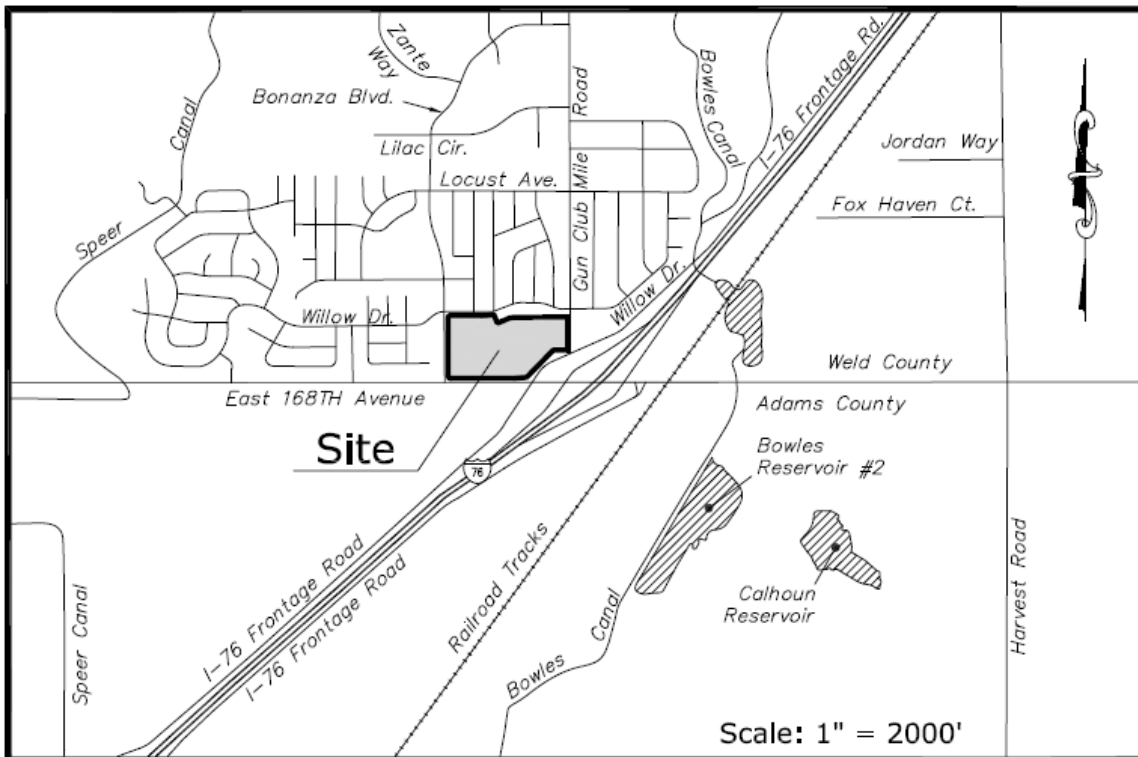 Zante
Way
I-76 Frontage Rd.
Canal
Bonanza Blvd.
Road
Bowles Canal
Lilac Cir.
Mile
Jordan Way
Locust Ave.
Gun Club
Fox Haven Ct.
Speer
Willow Dr.
Willow Dr.
Weld County
East 168TH Avenue
Adams County
Site
76
Bowles
Reservoir #2
I-76 Frontage Road
I-76 Frontage Road
Railroad Tracks
Calhoun
Reservoir
Harvest Road
Speer Canal
Canal
Bowles
Scale: 1" = 2000'